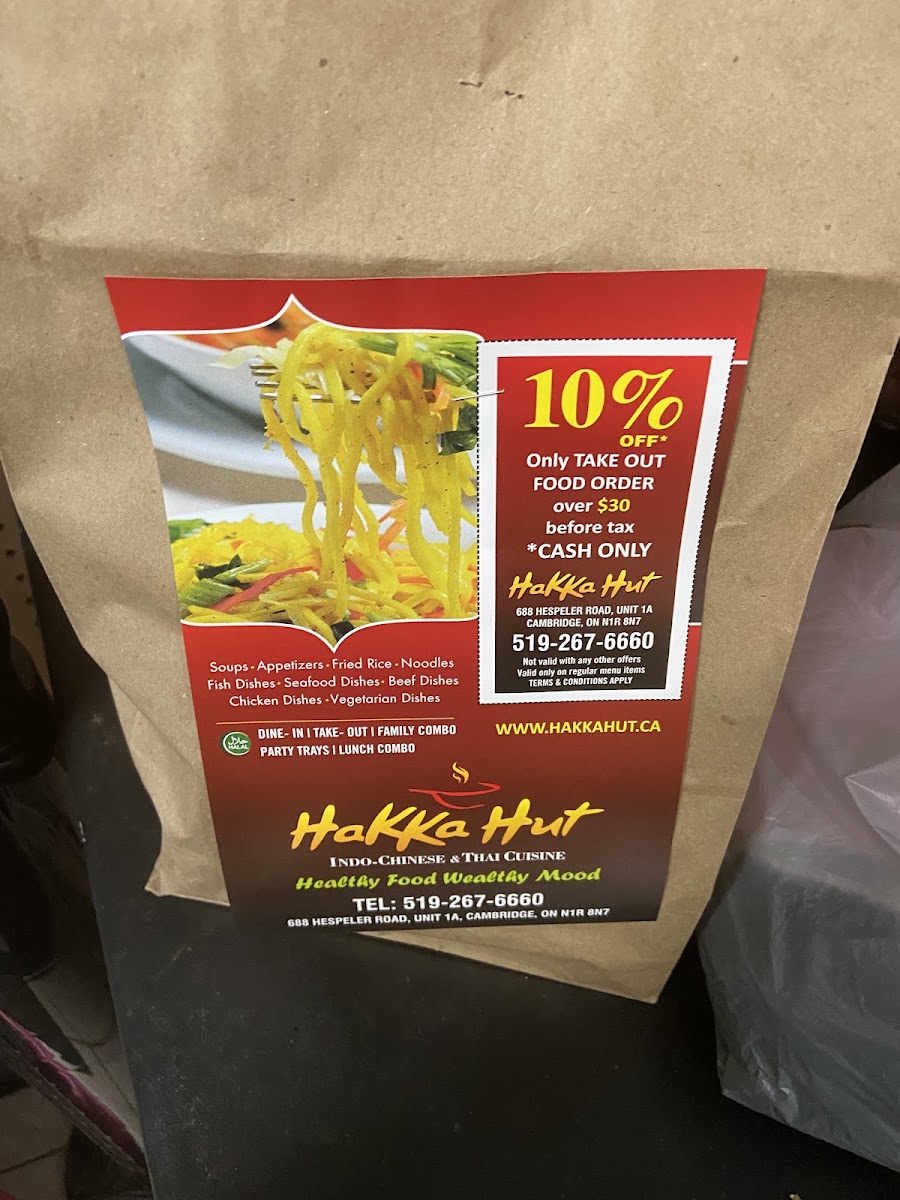 10%
OFF*
Only TAKE OUT
FOOD ORDER
over $30
before tax
*CASH ONLY
HaKKa Hut
688 HESPELER ROAD, UNIT 1A
CAMBRIDGE, ON N1R 8N7
519-267-6660
Not valid with any other offers
Valid only on regular menu items
TERMS & CONDITIONS APPLY
Soups • Appetizers • Fried Rice • Noodles
Fish Dishes • Seafood Dishes • Beef Dishes
Chicken Dishes • Vegetarian Dishes
حلال
HALAL
DINE- IN | TAKE- OUT | FAMILY COMBO
PARTY TRAYS | LUNCH COMBO
WWW.HAKKAHUT.CA
HaKKa Hut
INDO-CHINESE & THAI CUISINE
Healthy Food Wealthy Mood
TEL: 519-267-6660
688 HESPELER ROAD, UNIT 1A, CAMBRIDGE, ON N1R 8N7